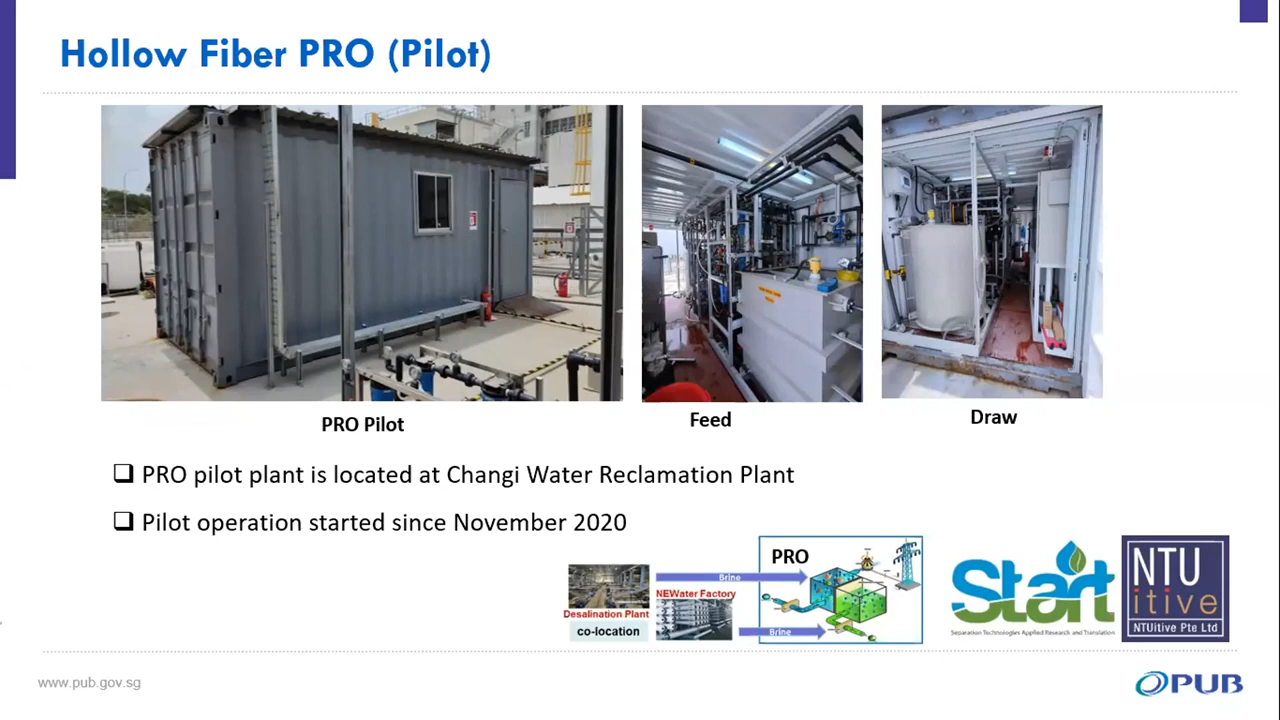 Hollow Fiber PRO (Pilot)
PRO Pilot
Feed
Draw
PRO pilot plant is located at Changi Water Reclamation Plant
Pilot operation started since November 2020
PRO
Brine
NEWater Factory
Desalination Plant
co-location
Brine
Start
Separation Technologies Applied Research and Translation
NTU
itive
NTUitive Pte Ltd
www.pub.gov.sg
PUB